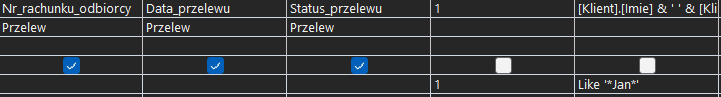 Nr_rachunku_odbiorcy Data_przelewu Status_przelewu 1 [Klient].[Imie] & ' ' & [Kli
Przelew Przelew Przelew
1 Like '*Jan*'